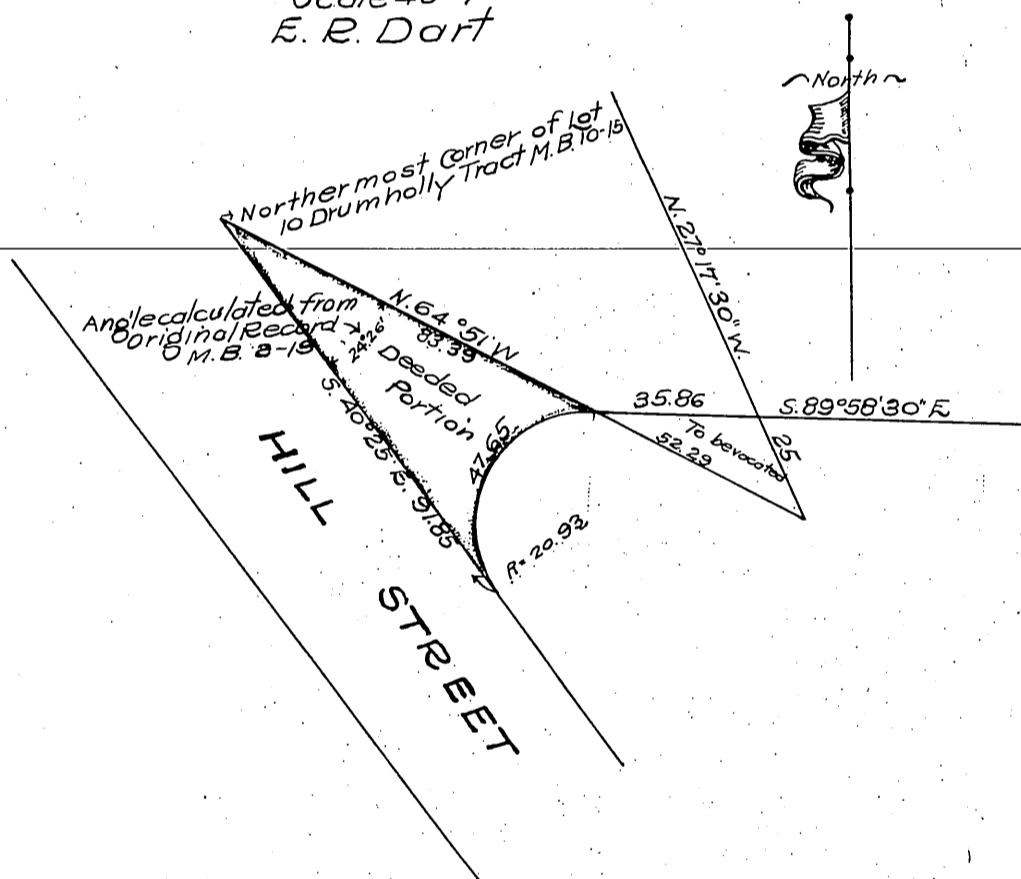 E. R. Dart
North
Northermost Corner of Lot
10 Drumholly Tract M.B. 10-15
N. 27° 17' 30" W.
Angle calculated from
Original Record
M. B. 8-19
24°26'
N. 64° 51' W
83.39
Deeded
Portion
S. 40° 25' E. 91.85
47.65
R = 20.93
35.86
S. 89° 58' 30" E
To be vacated
52.29
25
HILL
STREET